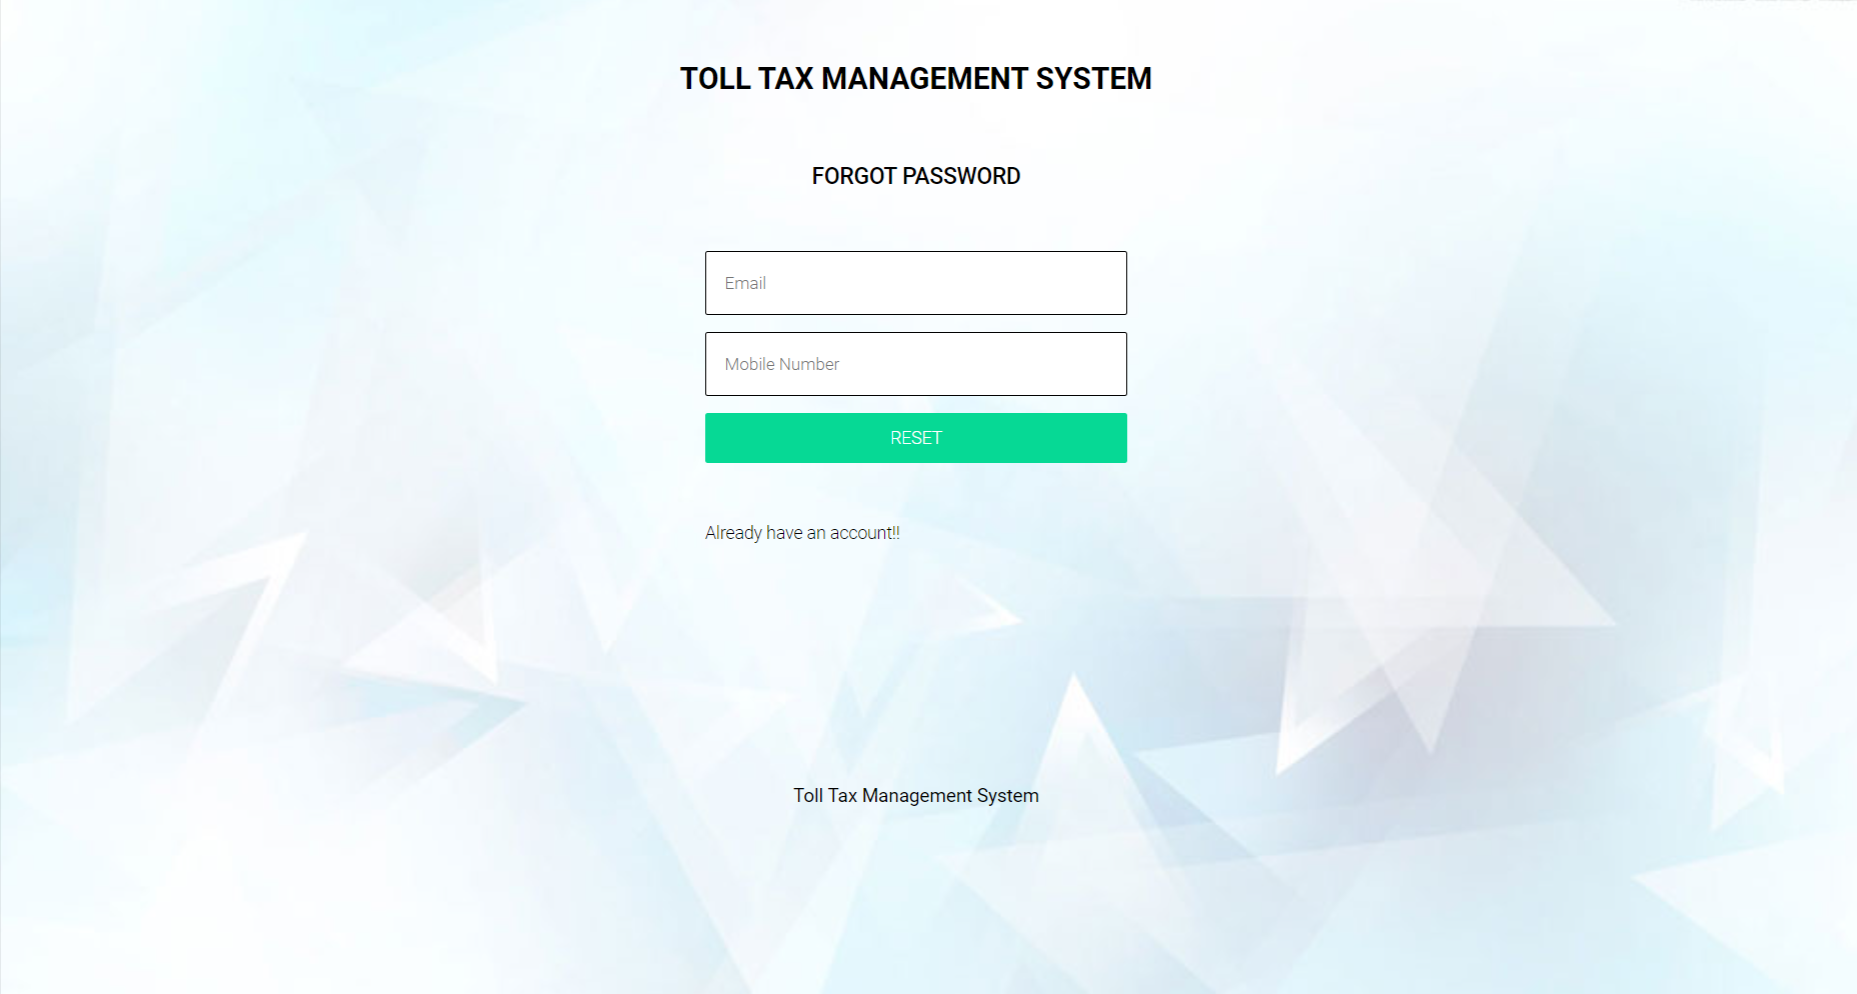 TOLL TAX MANAGEMENT SYSTEM
FORGOT PASSWORD
Email
Mobile Number
RESET
Already have an account!!
Toll Tax Management System